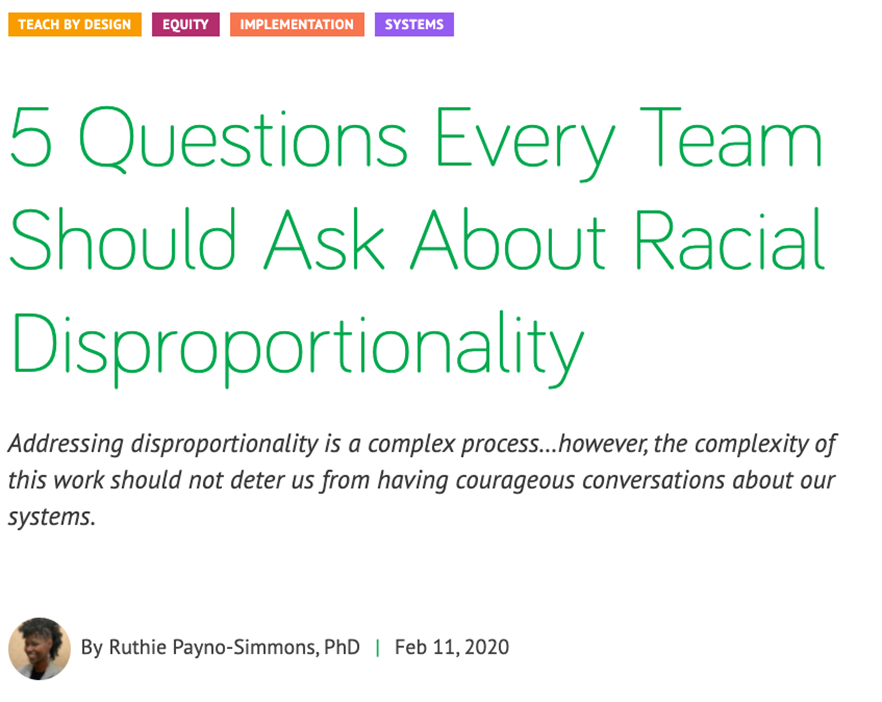 TEACH BY DESIGN EQUITY IMPLEMENTATION SYSTEMS
5 Questions Every Team
Should Ask About Racial
Disproportionality
Addressing disproportionality is a complex process...however, the complexity of
this work should not deter us from having courageous conversations about our
systems.
By Ruthie Payno-Simmons, PhD | Feb 11, 2020